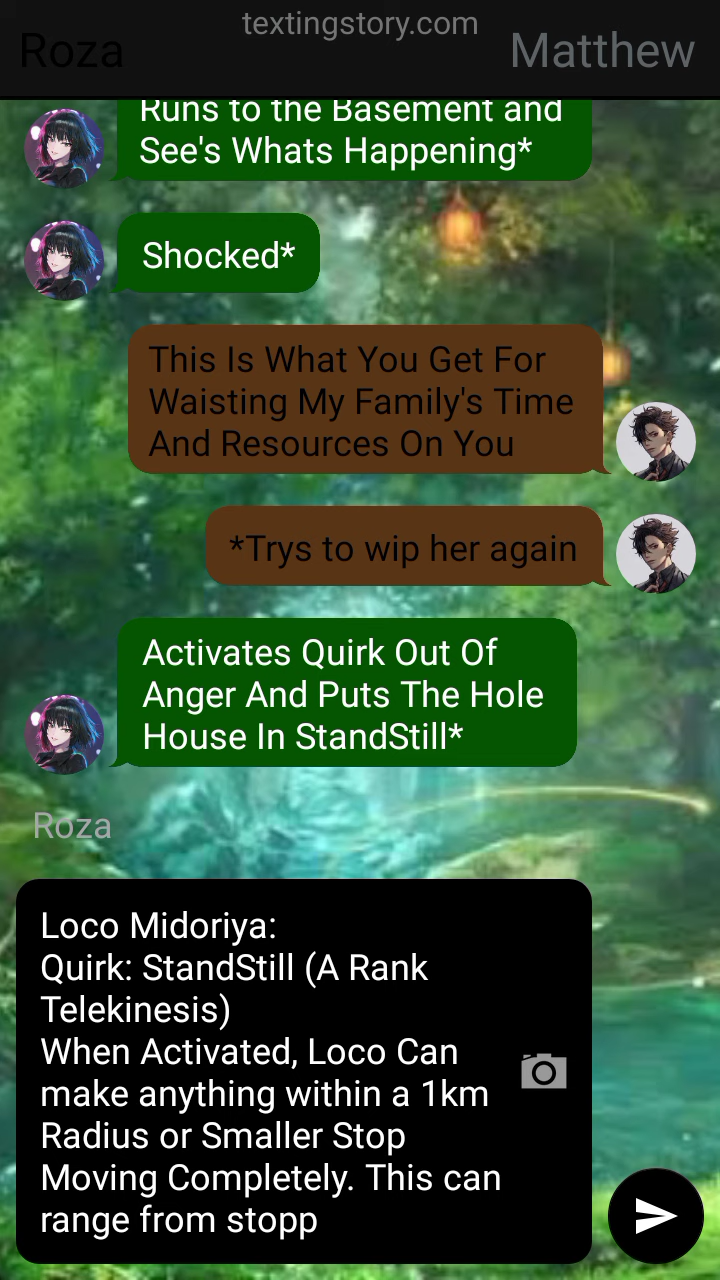 textingstory.com
Roza
Matthew
Runs to the Basement and
See's Whats Happening*
Shocked*
This Is What You Get For
Waisting My Family's Time
And Resources On You
*Trys to wip her again
Activates Quirk Out Of
Anger And Puts The Hole
House In StandStill*
Roza
Loco Midoriya:
Quirk: StandStill (A Rank
Telekinesis)
When Activated, Loco Can
make anything within a 1km
Radius or Smaller Stop
Moving Completely. This can
range from stopp